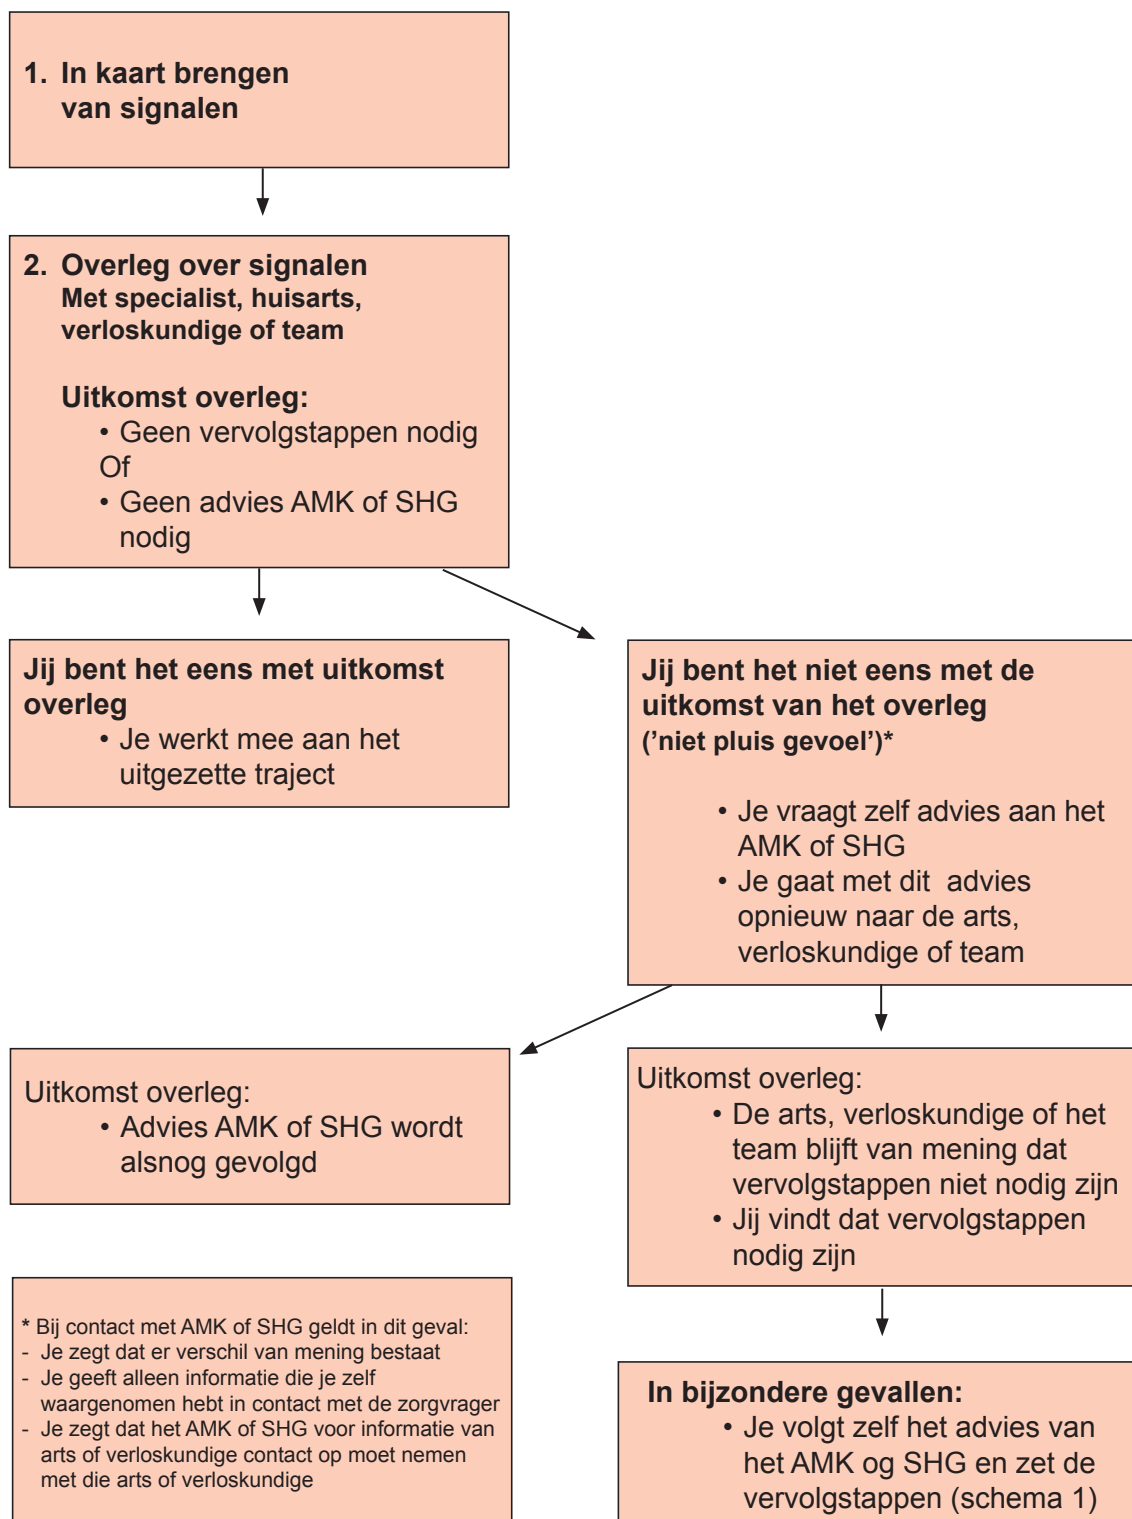 1. In kaart brengen
van signalen
2. Overleg over signalen
Met specialist, huisarts,
verloskundige of team
Uitkomst overleg:
• Geen vervolgstappen nodig
Of
• Geen advies AMK of SHG
nodig
Jij bent het eens met uitkomst
overleg
• Je werkt mee aan het
uitgezette traject
Jij bent het niet eens met de
uitkomst van het overleg
(’niet pluis gevoel’)*
• Je vraagt zelf advies aan het
AMK of SHG
• Je gaat met dit advies
opnieuw naar de arts,
verloskundige of team
Uitkomst overleg:
• Advies AMK of SHG wordt
alsnog gevolgd
Uitkomst overleg:
• De arts, verloskundige of het
team blijft van mening dat
vervolgstappen niet nodig zijn
• Jij vindt dat vervolgstappen
nodig zijn
* Bij contact met AMK of SHG geldt in dit geval:
- Je zegt dat er verschil van mening bestaat
- Je geeft alleen informatie die je zelf
waargenomen hebt in contact met de zorgvrager
- Je zegt dat het AMK of SHG voor informatie van
arts of verloskundige contact op moet nemen
met die arts of verloskundige
In bijzondere gevallen:
• Je volgt zelf het advies van
het AMK og SHG en zet de
vervolgstappen (schema 1)